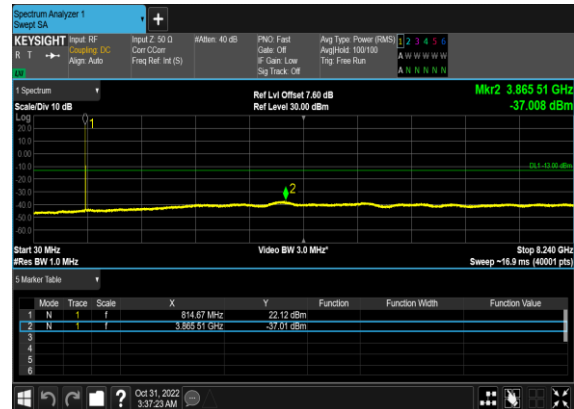 Spectrum Analyzer 1
Swept SA
KEYSIGHT Input: RF Input Z: 50 Ω #Atten: 40 dB PNO: Fast Avg Type: Power (RMS) 1 2 3 4 5 6
R T Coupling: DC Corr CCorr Gate: Off Avg|Hold: 100/100 A W W W W W
Align: Auto Freq Ref: Int (S) IF Gain: Low Trig: Free Run
Sig Track: Off A N N N N N
1 Spectrum Ref Lvl Offset 7.60 dB Mkr2 3.865 51 GHz
Scale/Div 10 dB Ref Level 30.00 dBm -37.008 dBm
Log
20.0
10.0
0.00
-10.0
-20.0
-30.0
-40.0
-50.0
-60.0
1
DL1 -13.00 dBm
2
Start 30 MHz Video BW 3.0 MHz* Stop 8.240 GHz
#Res BW 1.0 MHz Sweep ~16.9 ms (40001 pts)
5 Marker Table
Mode Trace Scale X Y Function Function Width Function Value
1 N 1 f 814.67 MHz 22.12 dBm
2 N 1 f 3.865 51 GHz -37.01 dBm
3
4
5
6
? Oct 31, 2022
3:37:23 AM